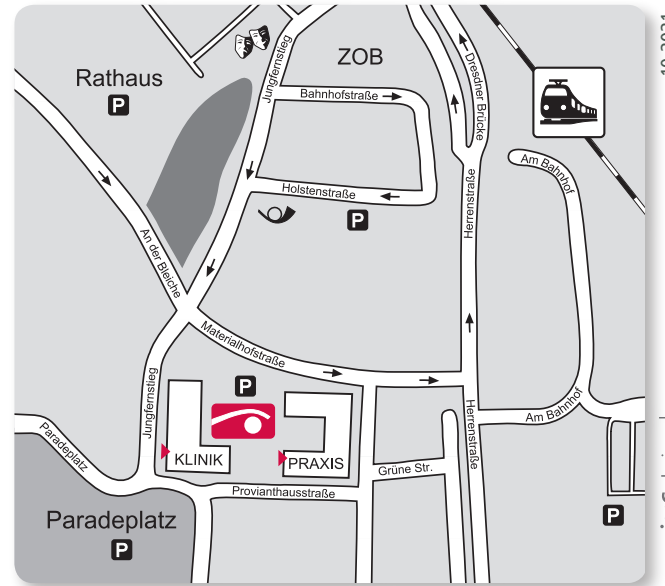 ZOB
Jungfernstieg
Rathaus
P
Dresdner Brücke
Bahnhofstraße
Am Bahnhof
Holstenstraße
P
Herrenstraße
An der Bleiche
Materialhofstraße
Jungfernstieg
P
Am Bahnhof
Herrenstraße
Paradeplatz
KLINIK
PRAXIS
Grüne Str.
Provianthausstraße
Paradeplatz
P
P